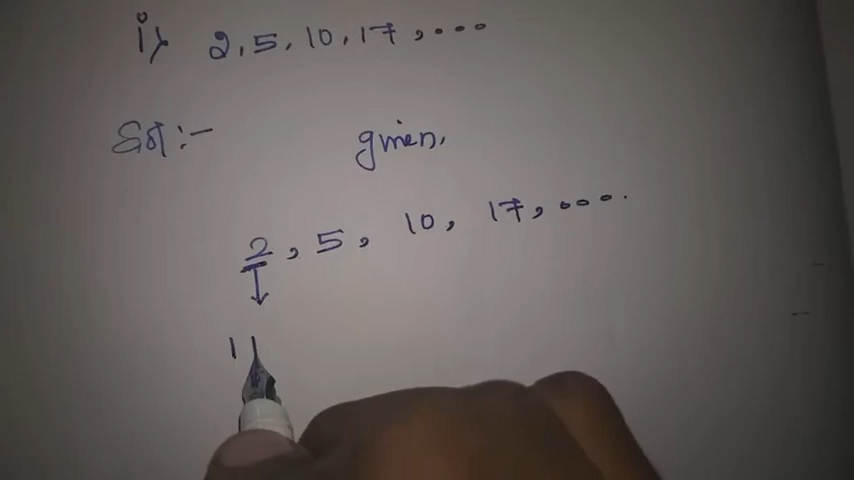 i) 2, 5, 10, 17, ...
Sol :-
given,
2, 5, 10, 17, ....
1